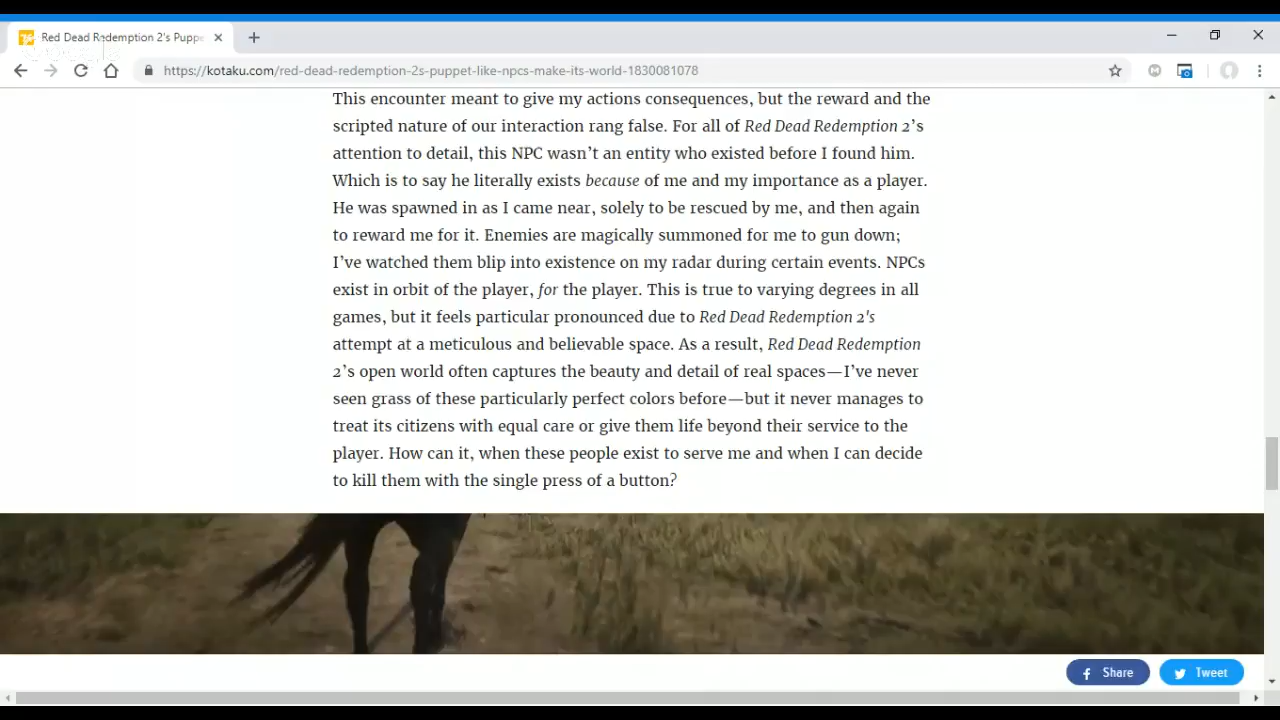 Red Dead Redemption 2's Puppe
https://kotaku.com/red-dead-redemption-2s-puppet-like-npcs-make-its-world-1830081078
This encounter meant to give my actions consequences, but the reward and the
scripted nature of our interaction rang false. For all of Red Dead Redemption 2’s
attention to detail, this NPC wasn’t an entity who existed before I found him.
Which is to say he literally exists because of me and my importance as a player.
He was spawned in as I came near, solely to be rescued by me, and then again
to reward me for it. Enemies are magically summoned for me to gun down;
I’ve watched them blip into existence on my radar during certain events. NPCs
exist in orbit of the player, for the player. This is true to varying degrees in all
games, but it feels particular pronounced due to Red Dead Redemption 2's
attempt at a meticulous and believable space. As a result, Red Dead Redemption
2’s open world often captures the beauty and detail of real spaces—I’ve never
seen grass of these particularly perfect colors before—but it never manages to
treat its citizens with equal care or give them life beyond their service to the
player. How can it, when these people exist to serve me and when I can decide
to kill them with the single press of a button?
Share
Tweet